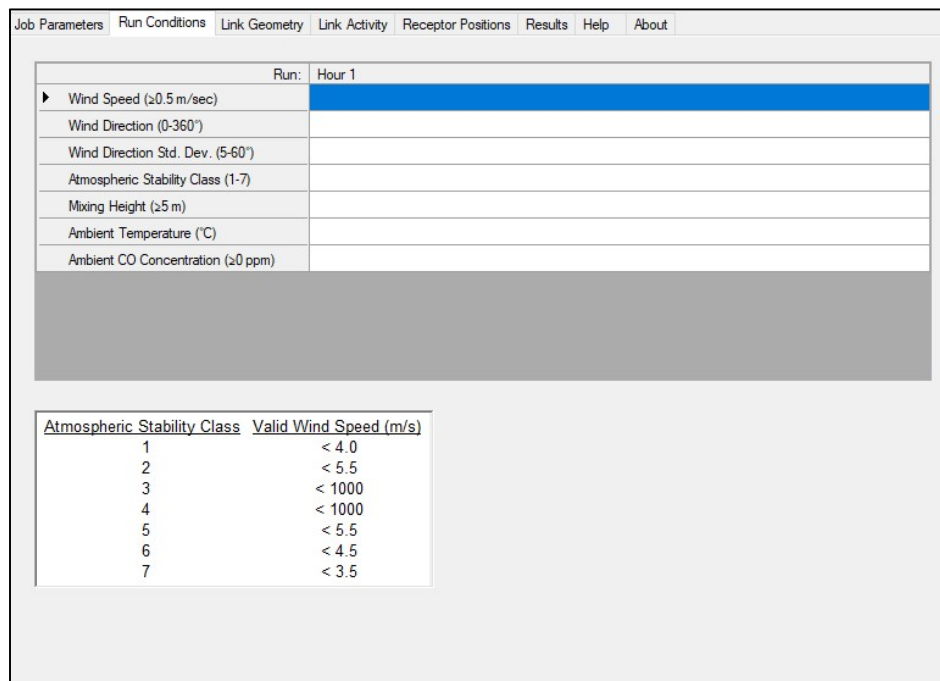 Job Parameters Run Conditions Link Geometry Link Activity Receptor Positions Results Help About
Run: Hour 1
Wind Speed (≥0.5 m/sec)
Wind Direction (0-360°)
Wind Direction Std. Dev. (5-60°)
Atmospheric Stability Class (1-7)
Mixing Height (≥5 m)
Ambient Temperature (°C)
Ambient CO Concentration (≥0 ppm)
Atmospheric Stability Class Valid Wind Speed (m/s)
1 < 4.0
2 < 5.5
3 < 1000
4 < 1000
5 < 5.5
6 < 4.5
7 < 3.5